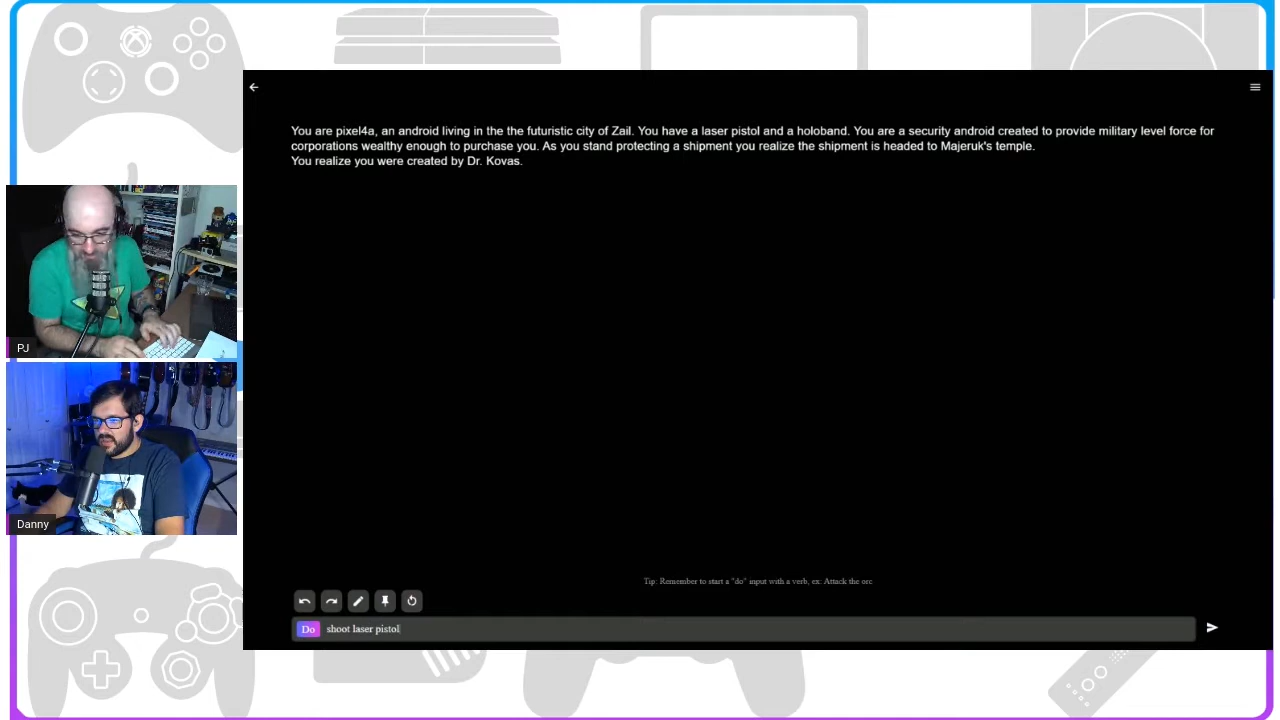 You are pixel4a, an android living in the the futuristic city of Zail. You have a laser pistol and a holoband. You are a security android created to provide military level force for
corporations wealthy enough to purchase you. As you stand protecting a shipment you realize the shipment is headed to Majeruk's temple.
You realize you were created by Dr. Kovas.
PJ
Danny
Tip: Remember to start a "do" input with a verb, ex: Attack the orc
Do shoot laser pistol